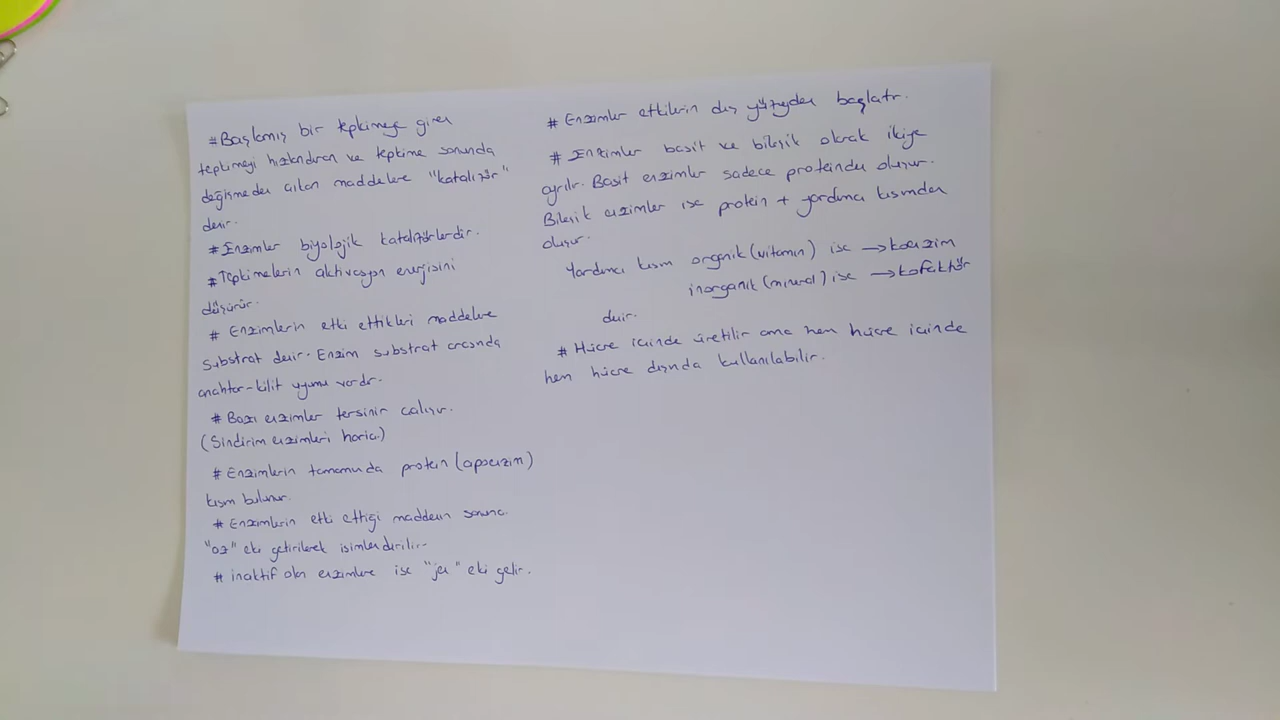 #Başlamış bir tepkimeye giren
tepkimeyi hızlandıran ve tepkime sonunda
değişmeden çıkan maddelere "katalizör"
denir.
#Enzimler biyolojik katalizörlerdir.
#Tepkimelerin aktivasyon enerjisini
düşürür.
# Enzimlerin etki ettikleri maddelere
substrat denir. Enzim substrat arasında
anahtar-kilit uyumu vardır.
# Bazı enzimler tersinir çalışır.
(Sindirim enzimleri hariç)
# Enzimlerin tamamında protein (apoenzim)
kısım bulunur.
# Enzimlerin etki ettiği maddenin sonuna
"az" eki getirilerek isimlendirilir.
# inaktif olan enzimlere ise "jen" eki gelir.
# Enzimler etkilerin dış yüzeyden başlatır.
# Enzimler basit ve bileşik olarak ikiye
ayrılır. Basit enzimler sadece proteinden oluşur.
Bileşik enzimler ise protein + yardımcı kısımdan
oluşur.
Yardımcı kısım organik (vitamin) ise → koenzim
inorganik (mineral) ise → kofaktör
denir.
# Hücre içinde üretilir ama hem hücre içinde
hem hücre dışında kullanılabilir.